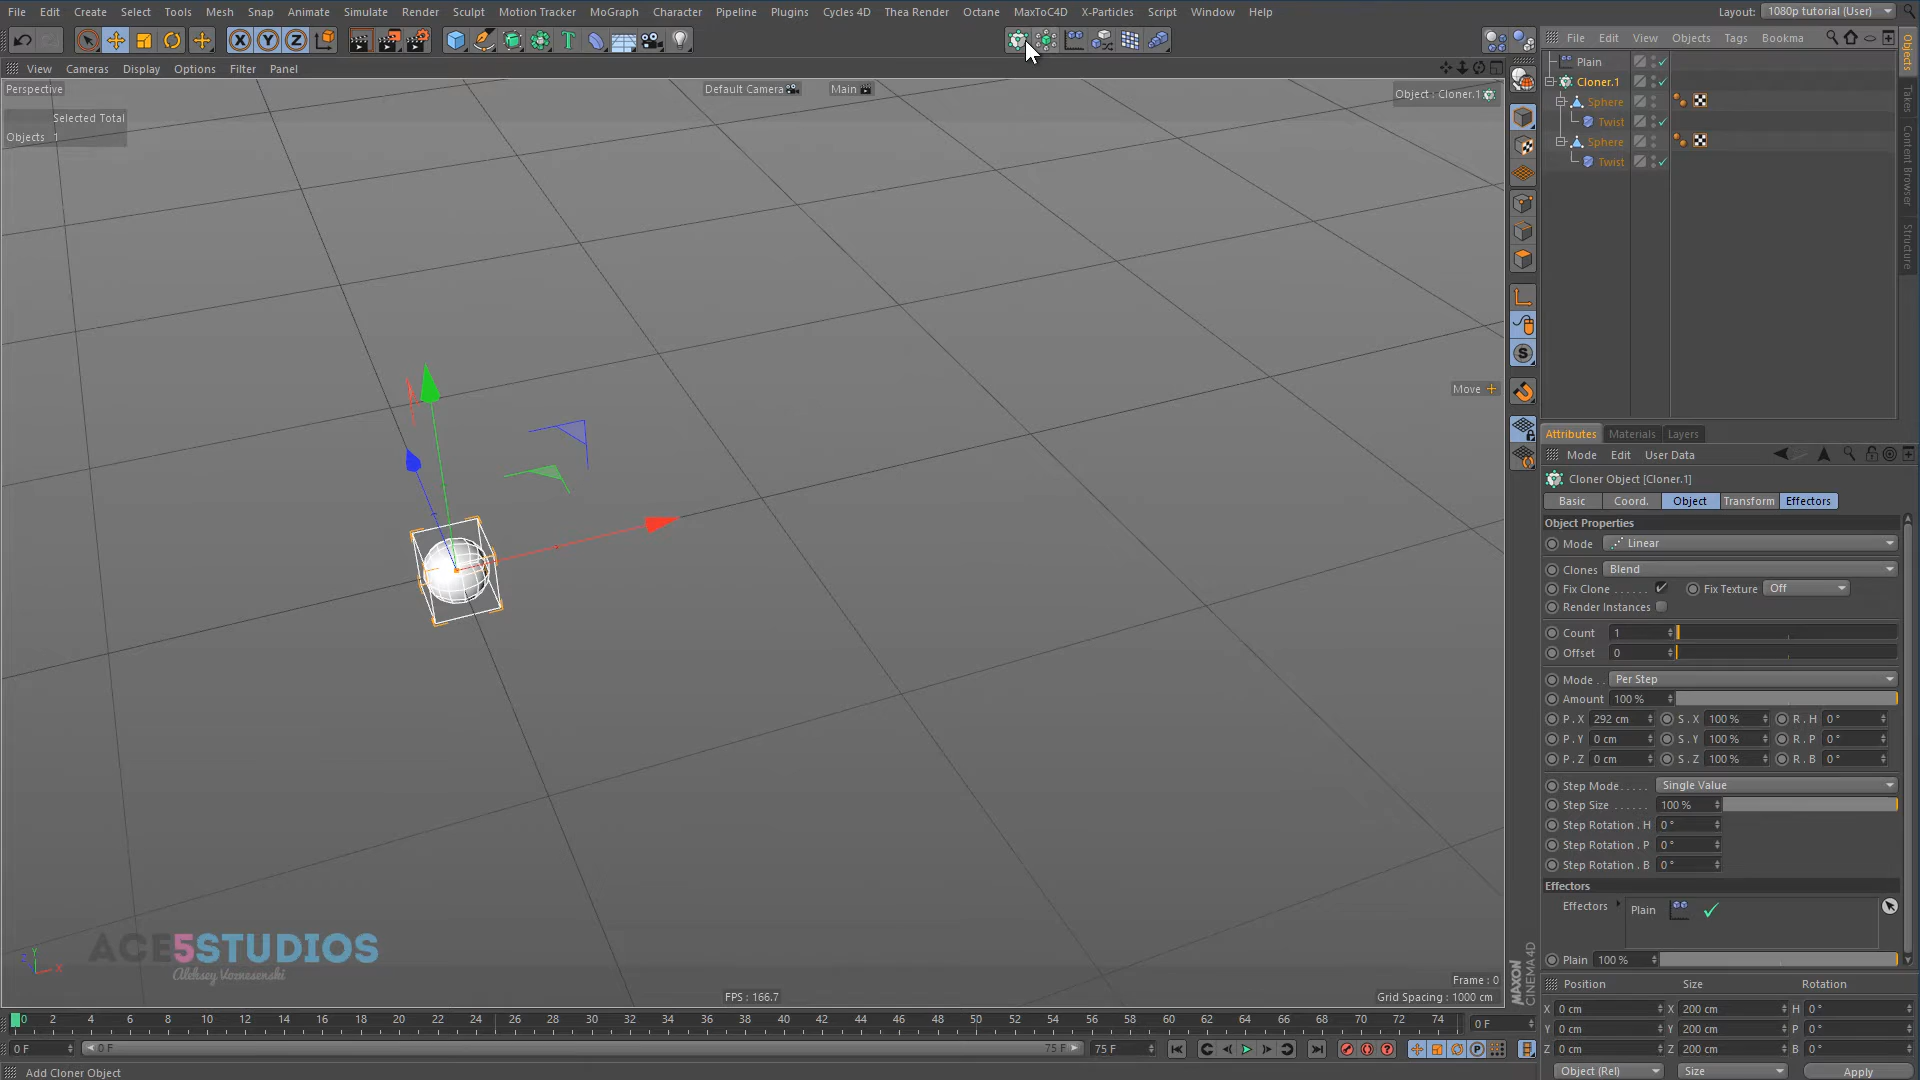 File Edit Create Select Tools Mesh Snap Animate Simulate Render Sculpt Motion Tracker MoGraph Character Pipeline Plugins Cycles 4D Thea Render Octane MaxToC4D X-Particles Script Window Help Layout: 1080p tutorial (User)
X Y Z T
File Edit View Objects Tags Bookma
View Cameras Display Options Filter Panel
Perspective Default Camera Main Object : Cloner.1
Selected Total
Objects 1
Plain
Cloner.1
Sphere
Twist
Sphere
Twist
Objects
Takes
Content Browser
Structure
S
Move
Attributes Materials Layers
Mode Edit User Data
Cloner Object [Cloner.1]
Basic Coord. Object Transform Effectors
Object Properties
Mode Linear
Clones Blend
Fix Clone . . . . . . Fix Texture Off
Render Instances
Count 1
Offset 0
Mode . . Per Step
Amount 100 %
P . X 292 cm S . X 100 % R . H 0 °
P . Y 0 cm S . Y 100 % R . P 0 °
P . Z 0 cm S . Z 100 % R . B 0 °
Step Mode. . . . . Single Value
Step Size . . . . . . 100 %
Step Rotation . H 0 °
Step Rotation . P 0 °
Step Rotation . B 0 °
Effectors
Effectors Plain
Plain 100 %
ACE5STUDIOS
Aleksey Voznesenski
Y
Z X
FPS : 166.7
Frame : 0
Grid Spacing : 1000 cm
MAXON
CINEMA 4D
0 2 4 6 8 10 12 14 16 18 20 22 24 26 28 30 32 34 36 38 40 42 44 46 48 50 52 54 56 58 60 62 64 66 68 70 72 74 0 F
0 F 0 F 75 F 75 F
P
Position Size Rotation
X 0 cm X 200 cm H 0 °
Y 0 cm Y 200 cm P 0 °
Z 0 cm Z 200 cm B 0 °
Object (Rel) Size Apply
Add Cloner Object